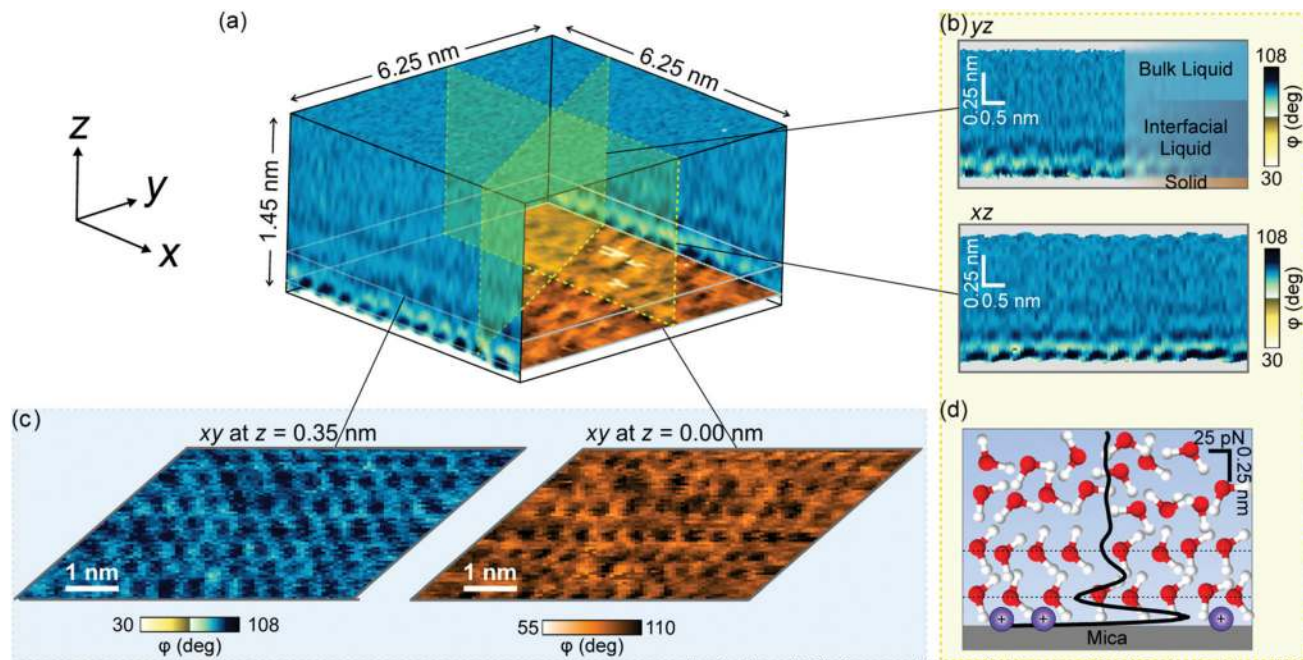 (a)
6.25 nm
6.25 nm
1.45 nm
z
y
x
(b)
yz
0.25 nm
0.5 nm
Bulk Liquid
Interfacial
Liquid
Solid
108
φ (deg)
30
xz
0.25 nm
0.5 nm
108
φ (deg)
30
(c)
xy at z = 0.35 nm
1 nm
30
108
φ (deg)
xy at z = 0.00 nm
1 nm
55
110
φ (deg)
(d)
25 pN
0.25 nm
+
+
+
Mica